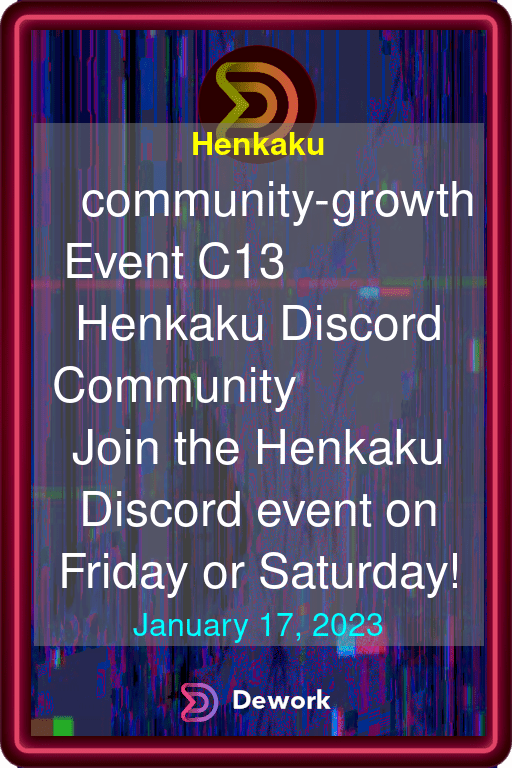 Henkaku
community-growth
Event C13
Henkaku Discord
Community
Join the Henkaku
Discord event on
Friday or Saturday!
January 17, 2023
Dework